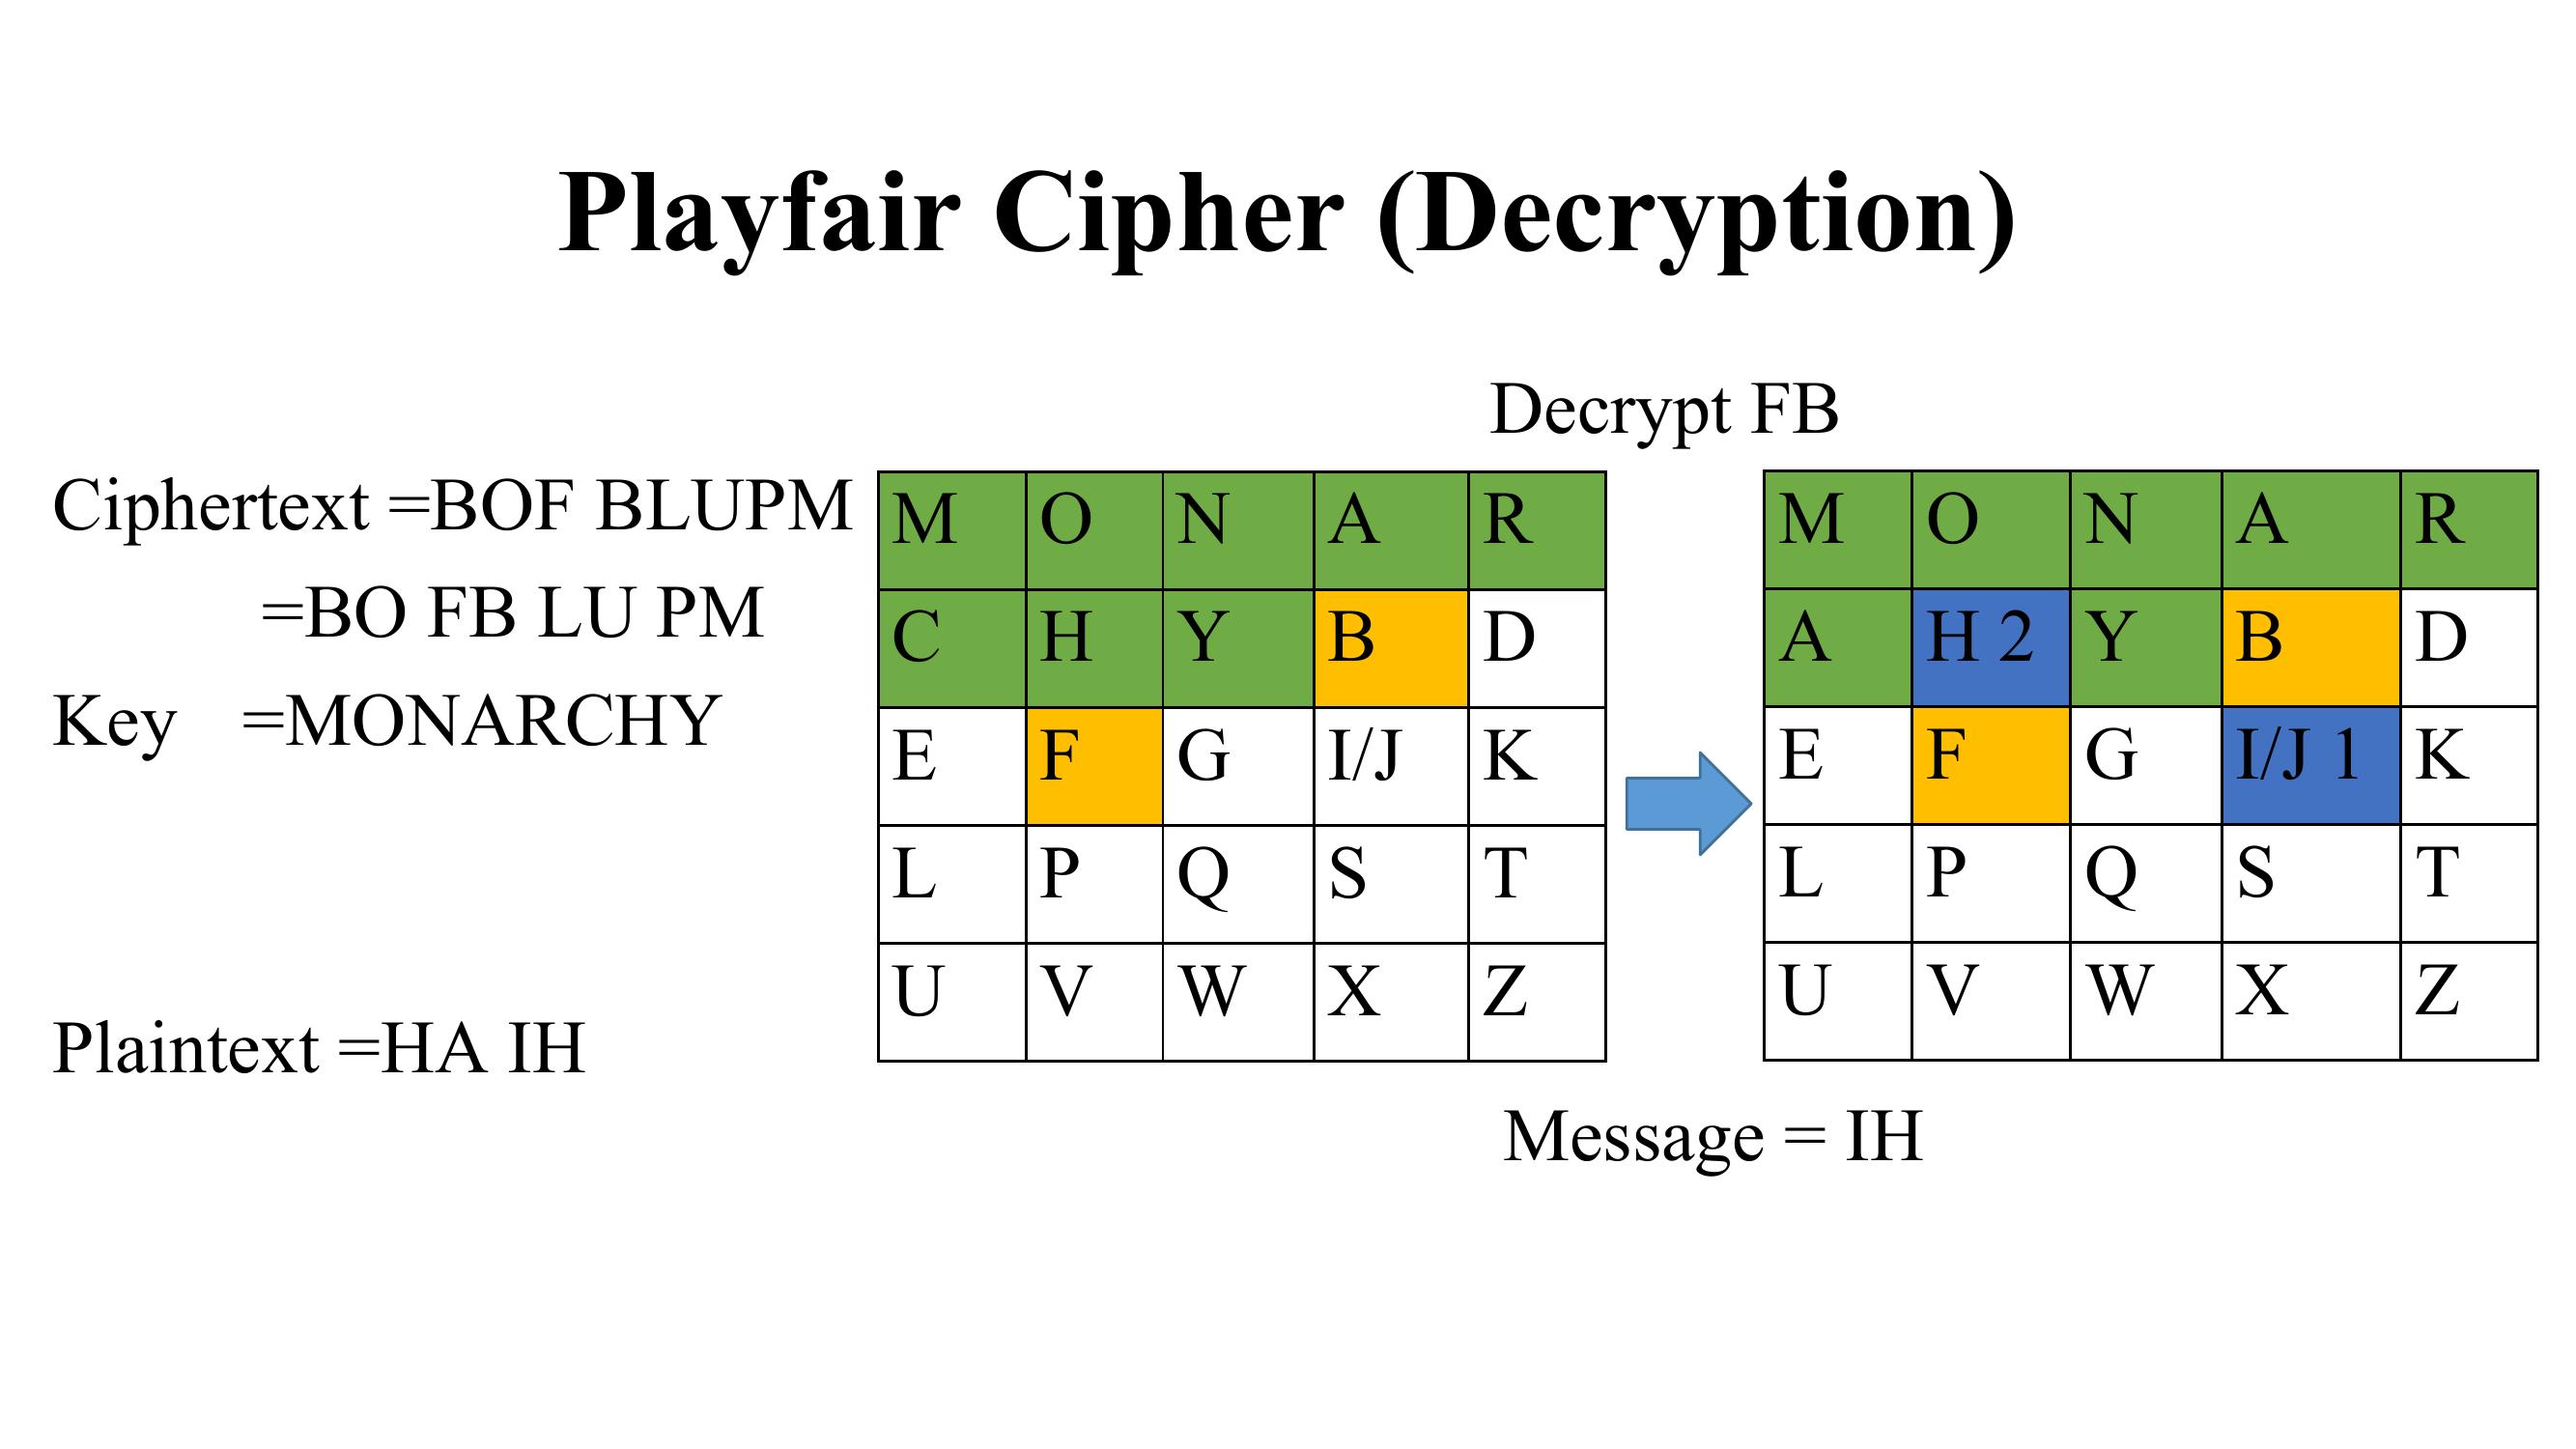 Playfair Cipher (Decryption)
Decrypt FB
Ciphertext =BOF BLUPM
=BO FB LU PM
Key =MONARCHY
Plaintext =HA IH
M O N A R
C H Y B D
E F G I/J K
L P Q S T
U V W X Z
M O N A R
A H 2 Y B D
E F G I/J 1 K
L P Q S T
U V W X Z
Message = IH